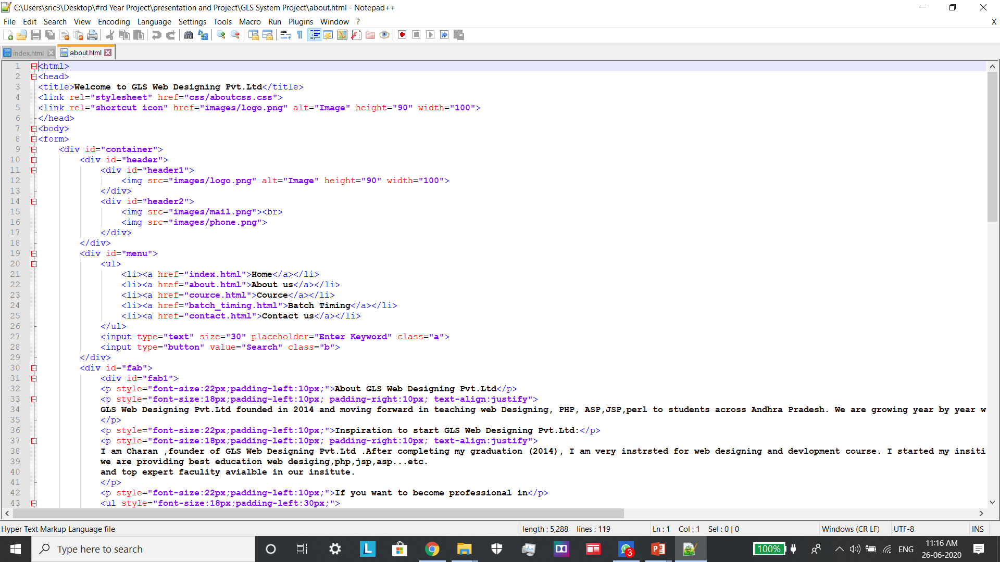 C:\Users\sric3\Desktop\#rd Year Project\presentation and Project\GLS System Project\about.html - Notepad++
File Edit Search View Encoding Language Settings Tools Macro Run Plugins Window ? X
index.html about.html
1 <html>
2 <head>
3 <title>Welcome to GLS Web Designing Pvt.Ltd</title>
4 <link rel="stylesheet" href="css/aboutcss.css">
5 <link rel="shortcut icon" href="images/logo.png" alt="Image" height="90" width="100">
6 </head>
7 <body>
8 <form>
9 <div id="container">
10 <div id="header">
11 <div id="header1">
12 <img src="images/logo.png" alt="Image" height="90" width="100">
13 </div>
14 <div id="header2">
15 <img src="images/mail.png"><br>
16 <img src="images/phone.png">
17 </div>
18 </div>
19 <div id="menu">
20 <ul>
21 <li><a href="index.html">Home</a></li>
22 <li><a href="about.html">About us</a></li>
23 <li><a href="cource.html">Cource</a></li>
24 <li><a href="batch_timing.html">Batch Timing</a></li>
25 <li><a href="contact.html">Contact us</a></li>
26 </ul>
27 <input type="text" size="30" placeholder="Enter Keyword" class="a">
28 <input type="button" value="Search" class="b">
29 </div>
30 <div id="fab">
31 <div id="fab1">
32 <p style="font-size:22px;padding-left:10px;">About GLS Web Designing Pvt.Ltd</p>
33 <p style="font-size:18px;padding-left:10px; padding-right:10px; text-align:justify">
34 GLS Web Designing Pvt.Ltd founded in 2014 and moving forward in teaching web Designing, PHP, ASP,JSP,perl to students across Andhra Pradesh. We are growing year by year w
35 </p>
36 <p style="font-size:22px;padding-left:10px;">Inspiration to start GLS Web Designing Pvt.Ltd:</p>
37 <p style="font-size:18px;padding-left:10px; padding-right:10px; text-align:justify">
38 I am Charan ,founder of GLS Web Designing Pvt.Ltd .After completing my graduation (2014), I am very instrsted for web designing and devlopment course. I started my insiti
39 we are providing best education web desiging,php,jsp,asp...etc.
40 and top expert faculity avialble in our insitute.
41 </p>
42 <p style="font-size:22px;padding-left:10px;">If you want to become professional in</p>
43 <ul style="font-size:18px;padding-left:30px;">
Hyper Text Markup Language file length : 5,288 lines : 119 Ln : 1 Col : 1 Sel : 0 | 0 Windows (CR LF) UTF-8 INS
Type here to search L 3 100% ENG 11:16 AM
26-06-2020